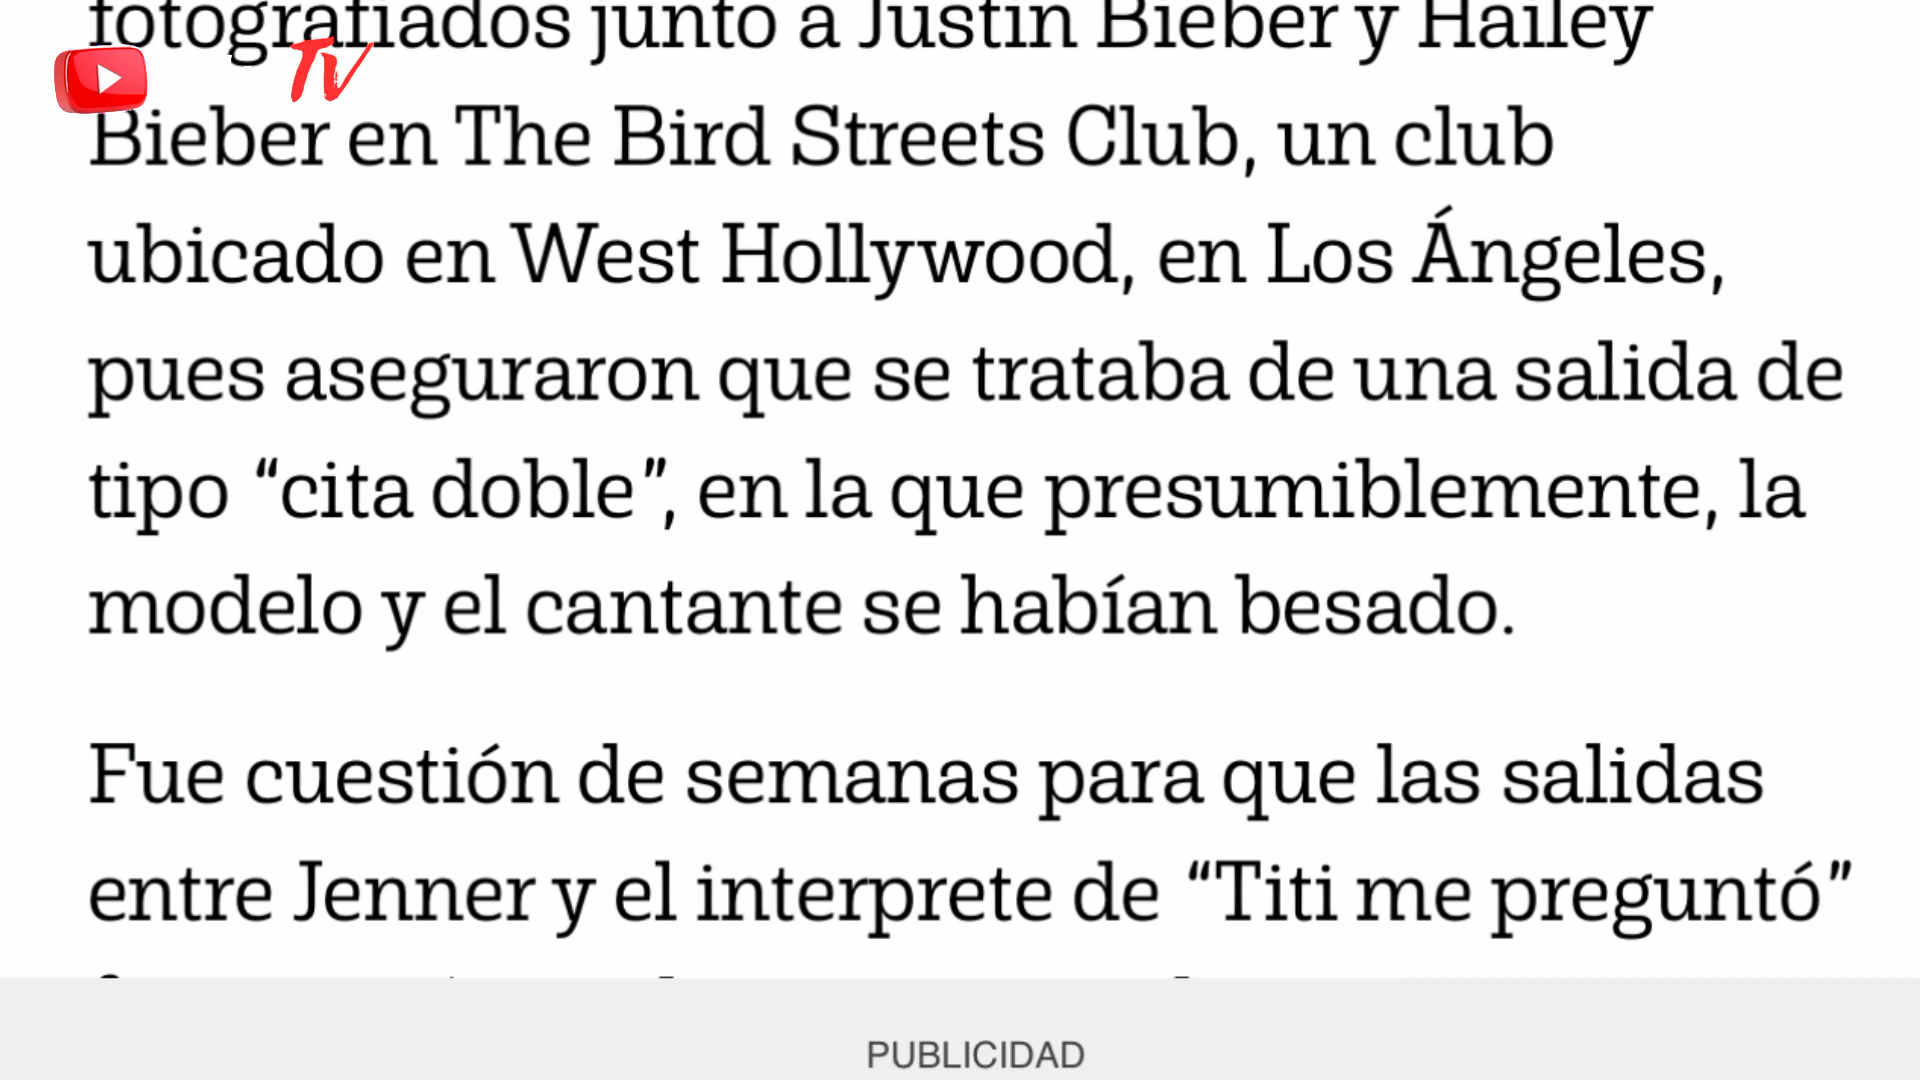 fotografiados junto a Justin Bieber y Hailey
TV
Bieber en The Bird Streets Club, un club
ubicado en West Hollywood, en Los Ángeles,
pues aseguraron que se trataba de una salida de
tipo “cita doble”, en la que presumiblemente, la
modelo y el cantante se habían besado.
Fue cuestión de semanas para que las salidas
entre Jenner y el interprete de “Titi me preguntó”
PUBLICIDAD